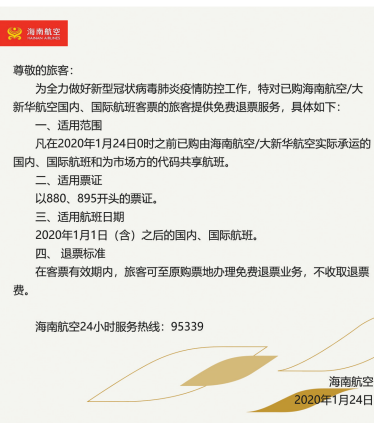 海南航空
HAINAN AIRLINES
尊敬的旅客：
为全力做好新型冠状病毒肺炎疫情防控工作，特对已购海南航空/大
新华航空国内、国际航班客票的旅客提供免费退票服务，具体如下：
一、适用范围
凡在2020年1月24日0时之前已购由海南航空/大新华航空实际承运的
国内、国际航班和为市场方的代码共享航班。
二、适用票证
以880、895开头的票证。
三、适用航班日期
2020年1月1日（含）之后的国内、国际航班。
四、 退票标准
在客票有效期内，旅客可至原购票地办理免费退票业务，不收取退票
费。
海南航空24小时服务热线：95339
海南航空
2020年1月24日